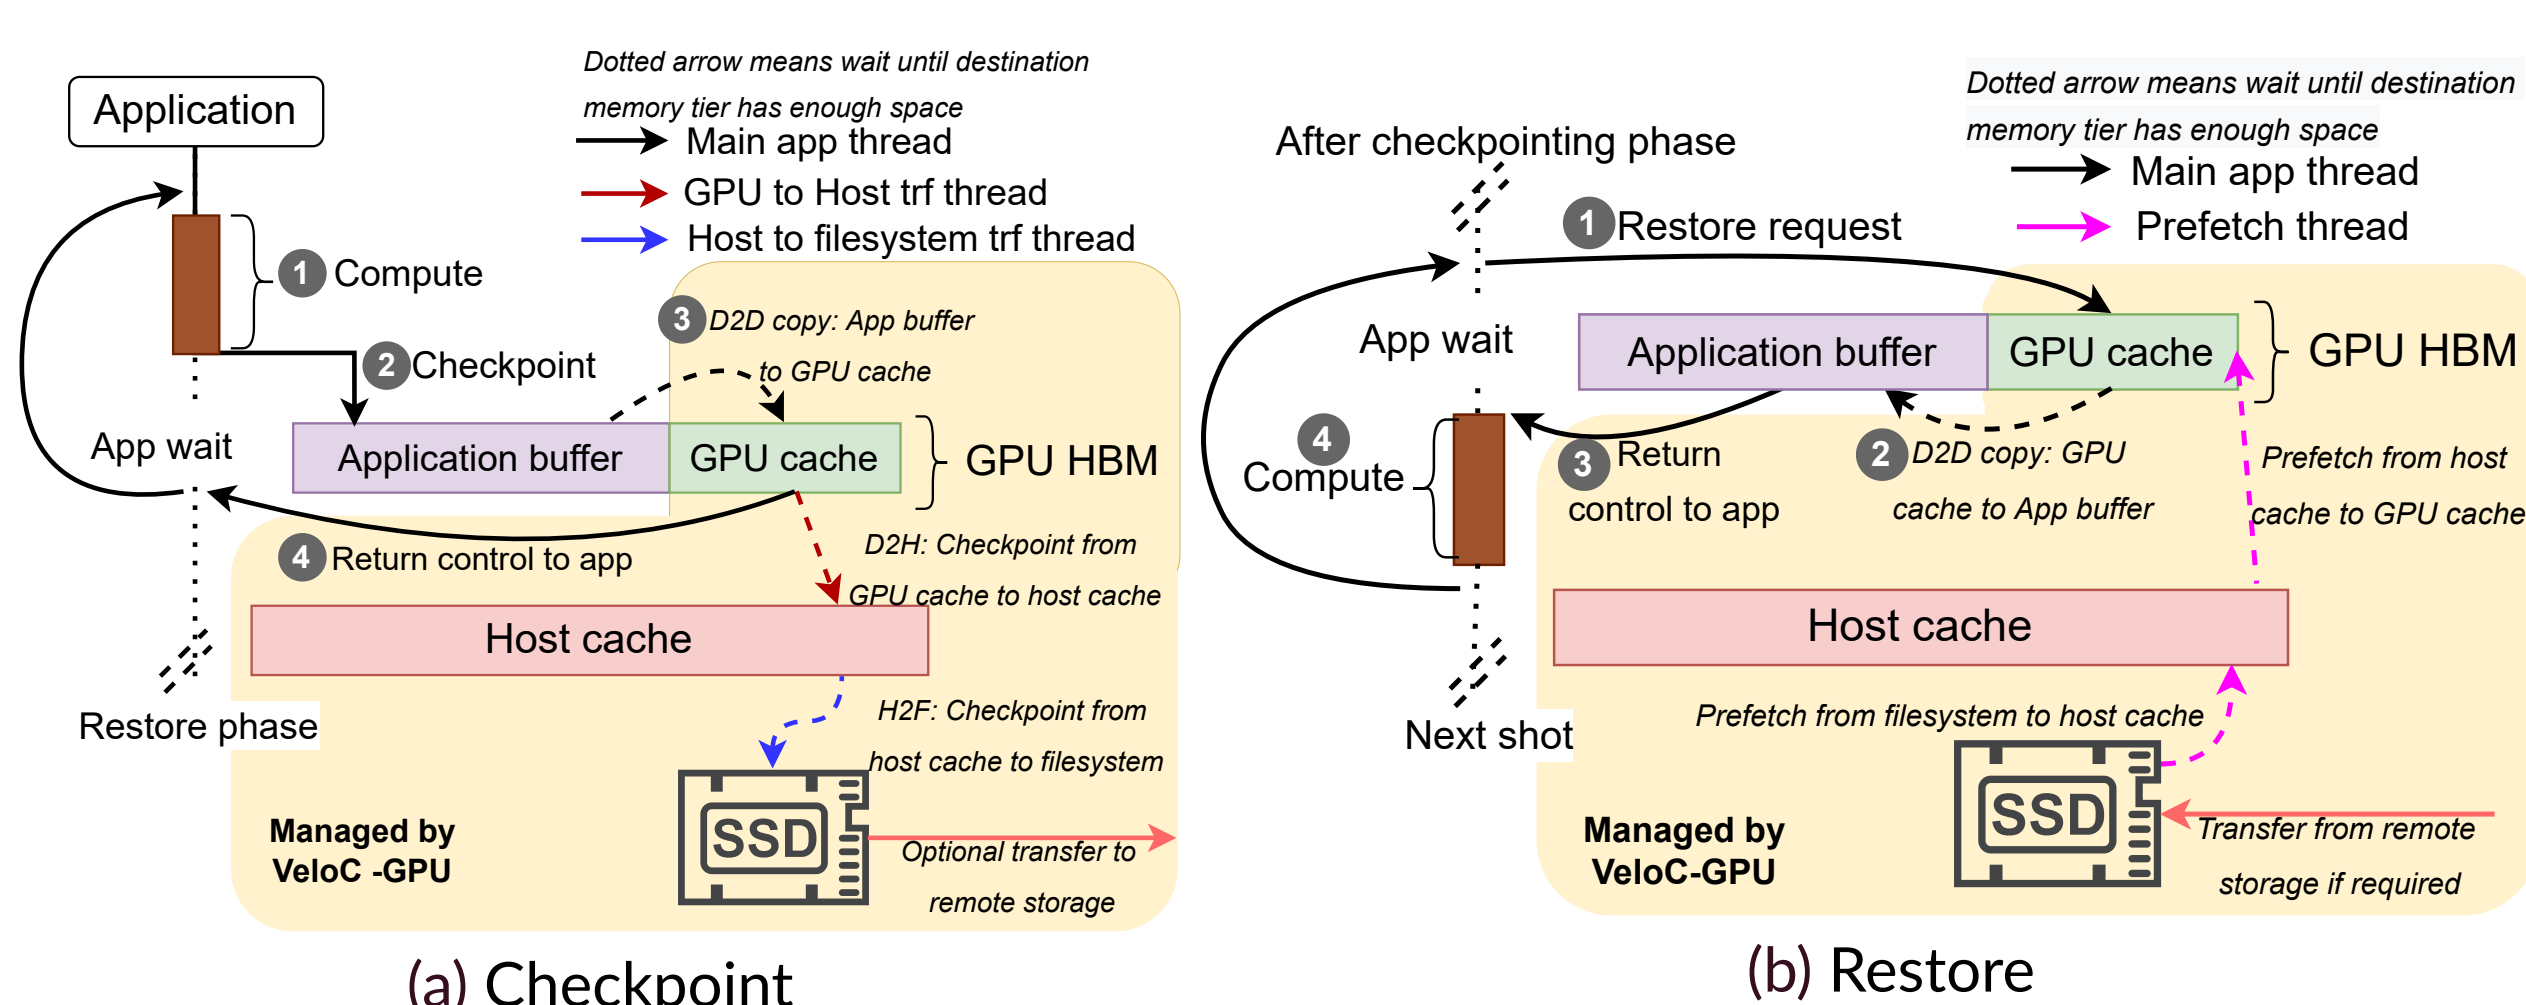 Application
Dotted arrow means wait until destination
memory tier has enough space
Main app thread
GPU to Host trf thread
Host to filesystem trf thread
1 Compute
2 Checkpoint
3 D2D copy: App buffer
to GPU cache
App wait
Application buffer
GPU cache
GPU HBM
4 Return control to app
D2H: Checkpoint from
GPU cache to host cache
Host cache
Restore phase
H2F: Checkpoint from
host cache to filesystem
Managed by
VeloC -GPU
SSD
Optional transfer to
remote storage
(a) Checkpoint
Dotted arrow means wait until destination
memory tier has enough space
Main app thread
Prefetch thread
After checkpointing phase
1 Restore request
App wait
Application buffer
GPU cache
GPU HBM
4
Compute
3 Return
control to app
2 D2D copy: GPU
cache to App buffer
Prefetch from host
cache to GPU cache
Host cache
Next shot
Prefetch from filesystem to host cache
Managed by
VeloC-GPU
SSD
Transfer from remote
storage if required
(b) Restore